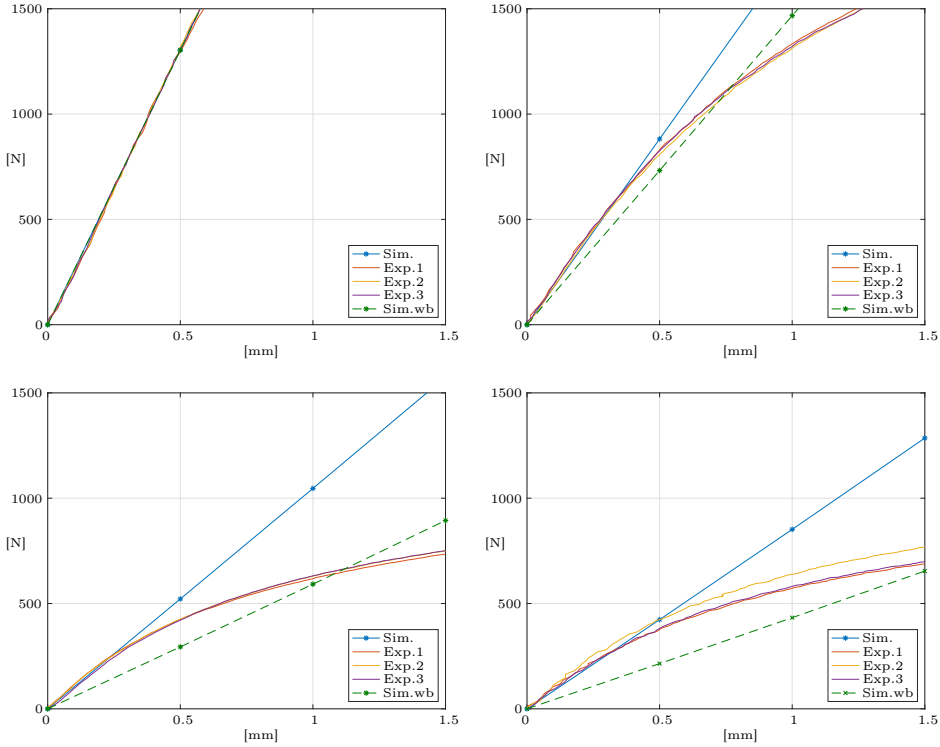 1500
1000
[N]
500
0
Sim.
Exp.1
Exp.2
Exp.3
Sim.wb
0 0.5 1 1.5
[mm]
1500
1000
[N]
500
0
Sim.
Exp.1
Exp.2
Exp.3
Sim.wb
0 0.5 1 1.5
[mm]
1500
1000
[N]
500
0
Sim.
Exp.1
Exp.2
Exp.3
Sim.wb
0 0.5 1 1.5
[mm]
1500
1000
[N]
500
0
Sim.
Exp.1
Exp.2
Exp.3
Sim.wb
0 0.5 1 1.5
[mm]